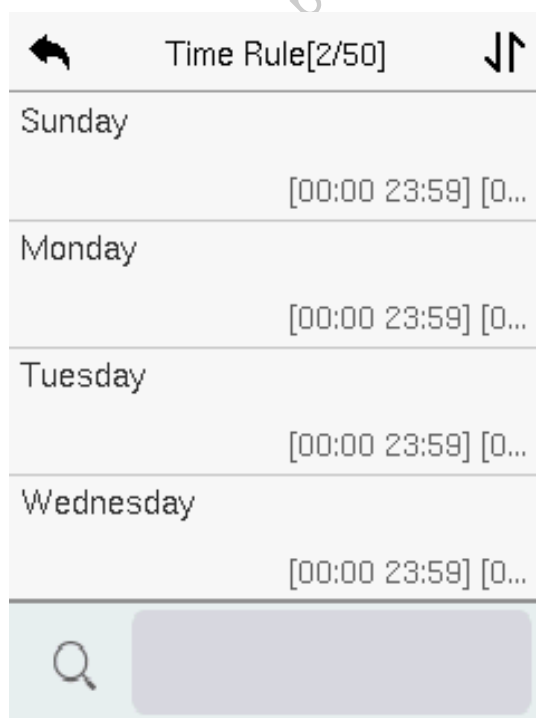 Time Rule[2/50]
Sunday
[00:00 23:59] [0...
Monday
[00:00 23:59] [0...
Tuesday
[00:00 23:59] [0...
Wednesday
[00:00 23:59] [0...